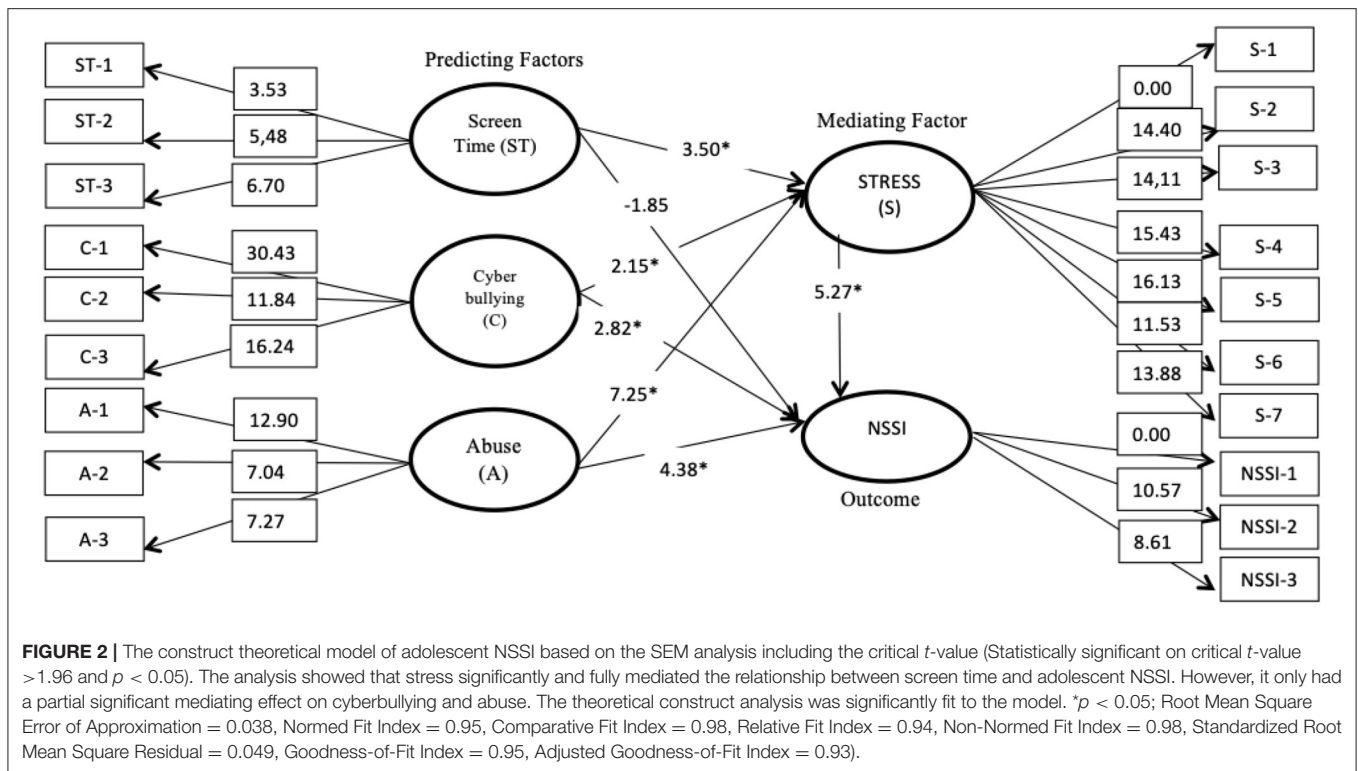 Predicting Factors
ST-1
ST-2
ST-3
3.53
5,48
6.70
Screen
Time (ST)
C-1
C-2
C-3
30.43
11.84
16.24
Cyber
bullying
(C)
A-1
A-2
A-3
12.90
7.04
7.27
Abuse
(A)
3.50*
-1.85
2.15*
2.82*
7.25*
4.38*
5.27*
Mediating Factor
STRESS
(S)
0.00
14.40
14,11
15.43
16.13
11.53
13.88
S-1
S-2
S-3
S-4
S-5
S-6
S-7
NSSI
Outcome
0.00
10.57
8.61
NSSI-1
NSSI-2
NSSI-3
FIGURE 2 | The construct theoretical model of adolescent NSSI based on the SEM analysis including the critical t-value (Statistically significant on critical t-value
>1.96 and p < 0.05). The analysis showed that stress significantly and fully mediated the relationship between screen time and adolescent NSSI. However, it only had
a partial significant mediating effect on cyberbullying and abuse. The theoretical construct analysis was significantly fit to the model. *p < 0.05; Root Mean Square
Error of Approximation = 0.038, Normed Fit Index = 0.95, Comparative Fit Index = 0.98, Relative Fit Index = 0.94, Non-Normed Fit Index = 0.98, Standardized Root
Mean Square Residual = 0.049, Goodness-of-Fit Index = 0.95, Adjusted Goodness-of-Fit Index = 0.93).